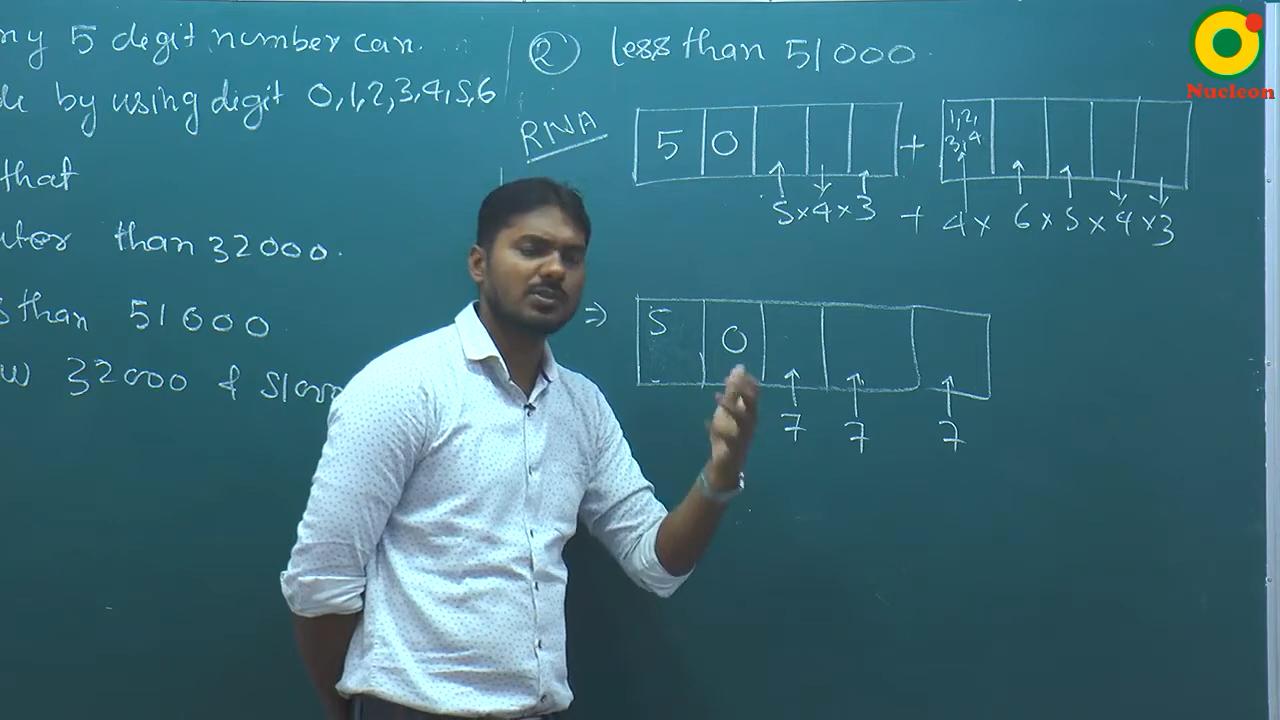 ny 5 digit number can
de by using digit 0,1,2,3,4,5,6
that
ater than 32000.
s than 51000
w 32000 &
② less than 51000.
RNA
5 0 + 1,2,
3,4
5×4×3 + 4× 6×5×4×3
⇒ 5 0
7 7 7
Nucleon